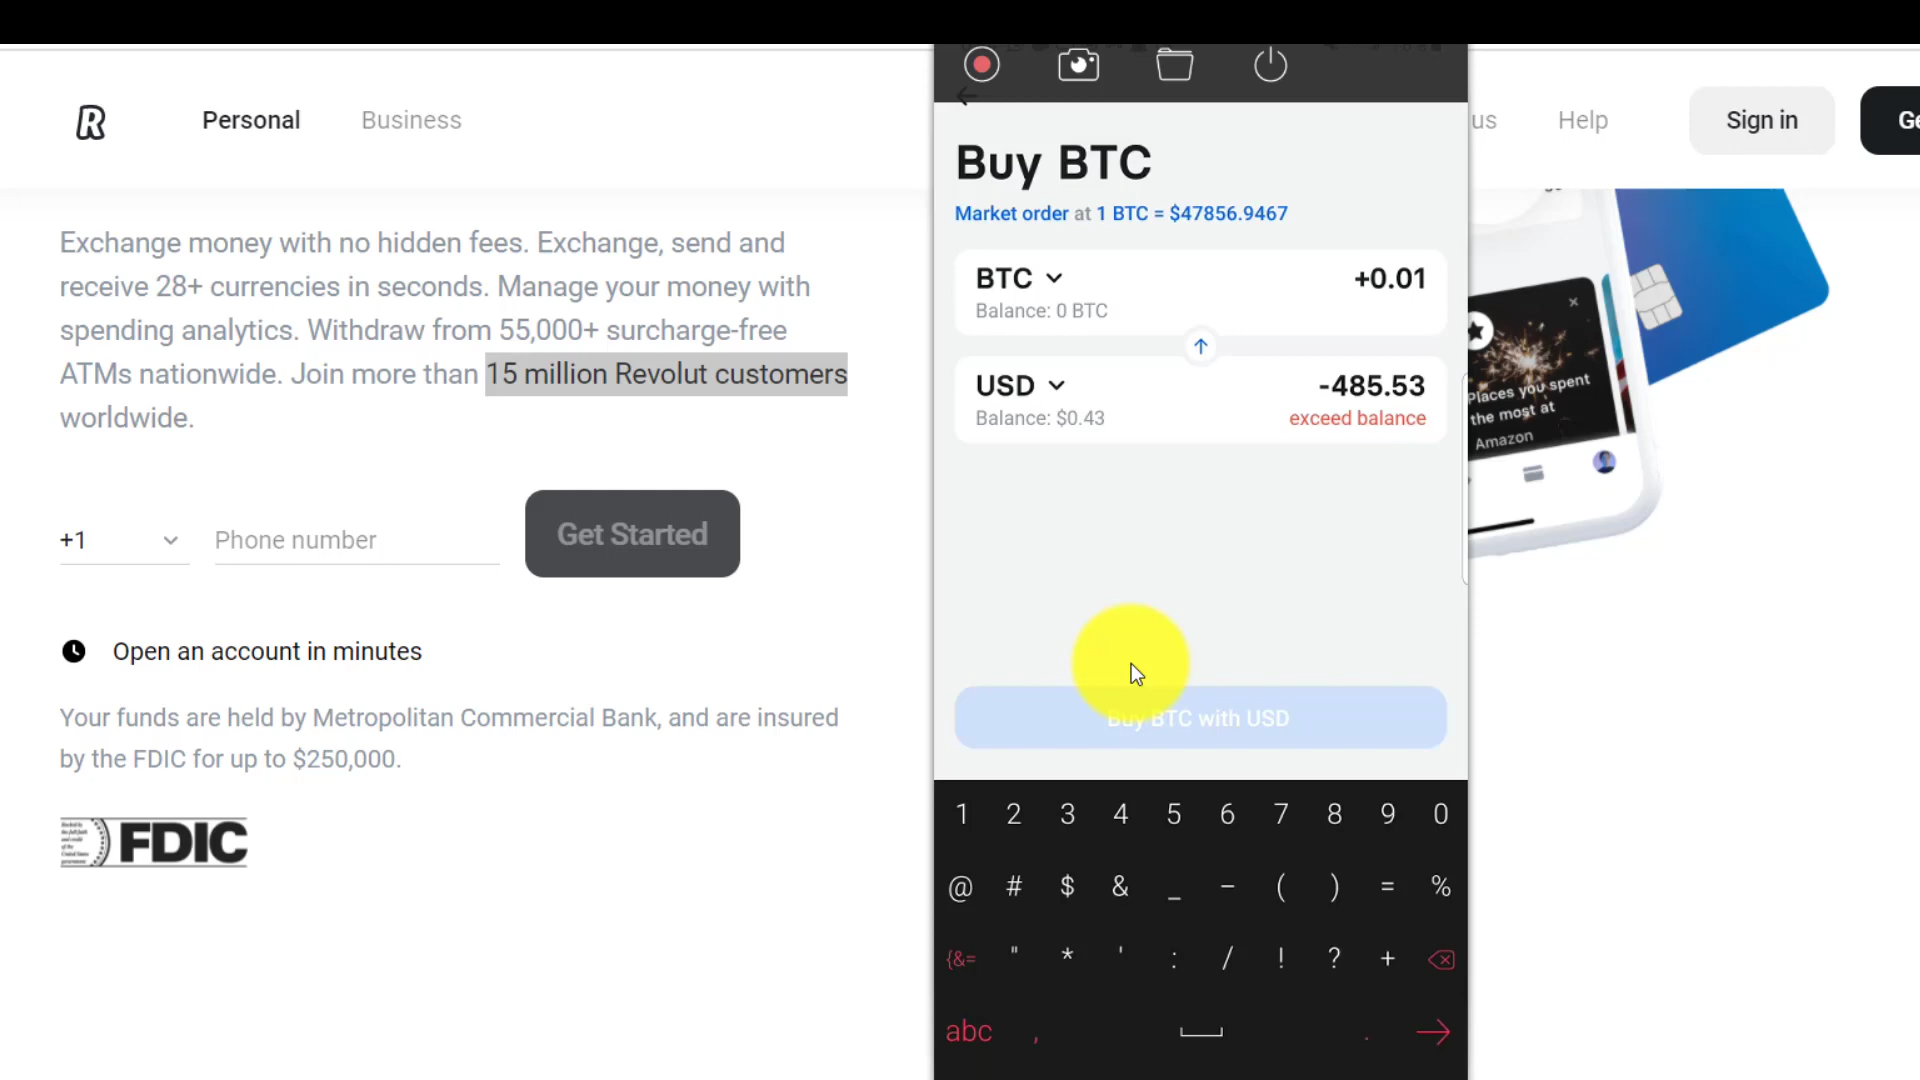 R
Personal
Business
us
Help
Sign in
Ge
Exchange money with no hidden fees. Exchange, send and
receive 28+ currencies in seconds. Manage your money with
spending analytics. Withdraw from 55,000+ surcharge-free
ATMs nationwide. Join more than 15 million Revolut customers
worldwide.
+1
Phone number
Get Started
Open an account in minutes
Your funds are held by Metropolitan Commercial Bank, and are insured
by the FDIC for up to $250,000.
FDIC
Buy BTC
Market order at 1 BTC = $47856.9467
BTC
+0.01
Balance: 0 BTC
USD
-485.53
Balance: $0.43
exceed balance
Buy BTC with USD
1 2 3 4 5 6 7 8 9 0
@ # $ & _ − ( ) = %
{&= " * ' : / ! ? +
abc , .
Places you spent
the most at
Amazon